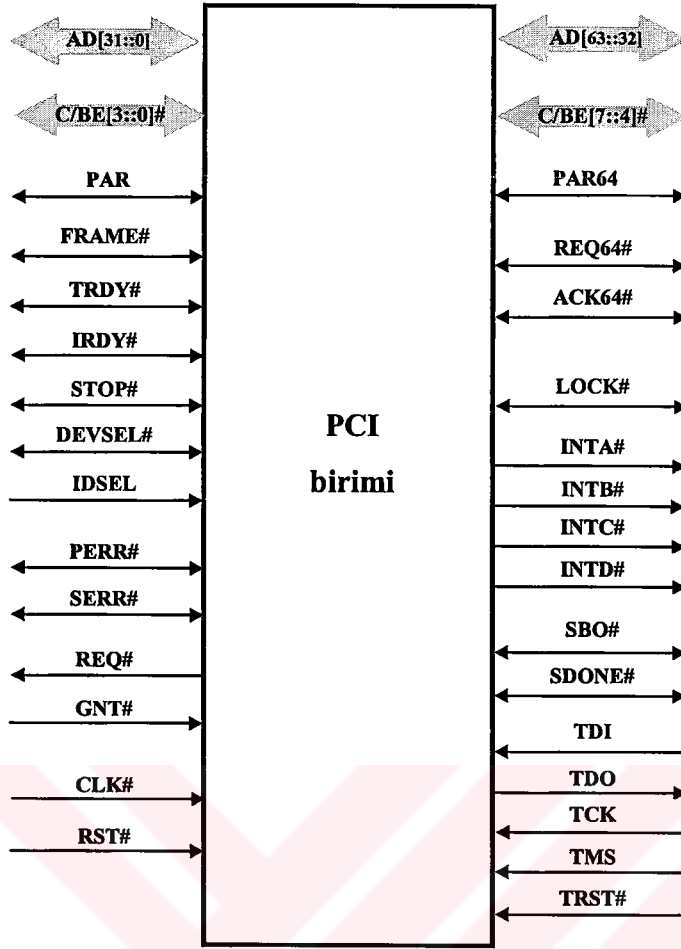 AD[31::0]
C/BE[3::0]#
PAR
FRAME#
TRDY#
IRDY#
STOP#
DEVSEL#
IDSEL
PERR#
SERR#
REQ#
GNT#
CLK#
RST#
PCI
birimi
AD[63::32]
C/BE[7::4]#
PAR64
REQ64#
ACK64#
LOCK#
INTA#
INTB#
INTC#
INTD#
SBO#
SDONE#
TDI
TDO
TCK
TMS
TRST#